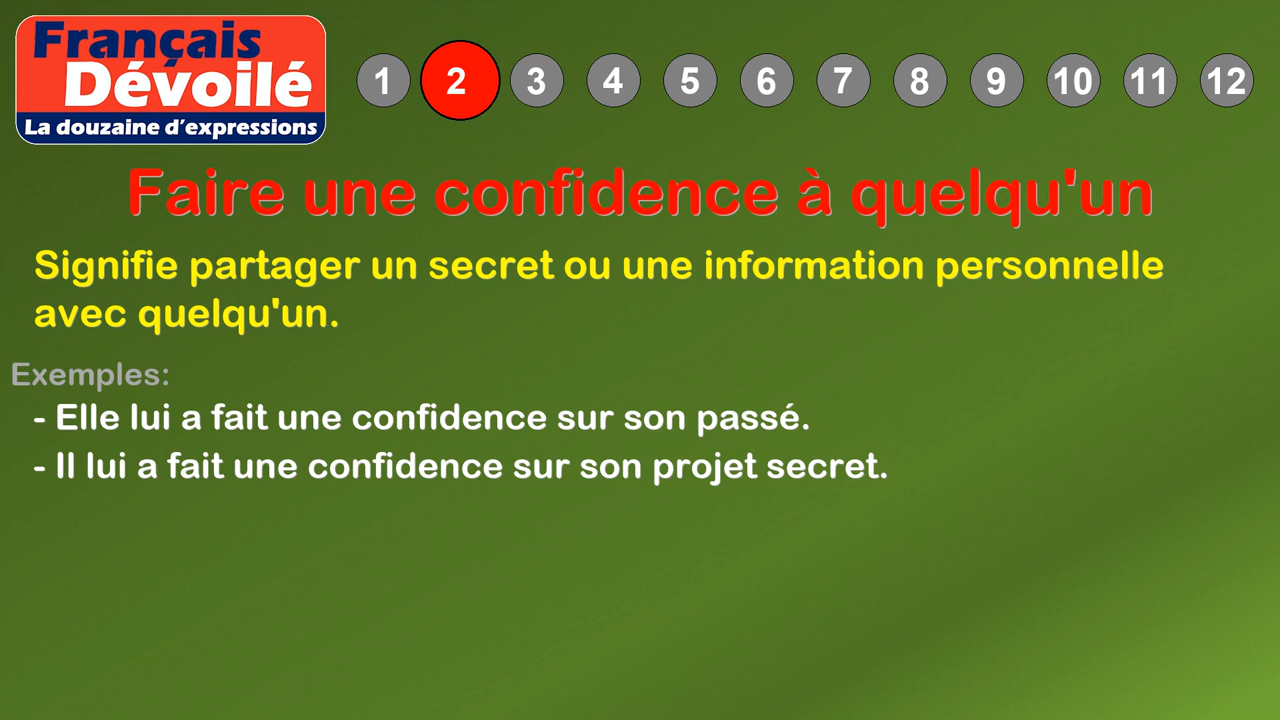 Français
Dévoilé
La douzaine d'expressions
1 2 3 4 5 6 7 8 9 10 11 12
Faire une confidence à quelqu'un
Signifie partager un secret ou une information personnelle
avec quelqu'un.
Exemples:
- Elle lui a fait une confidence sur son passé.
- Il lui a fait une confidence sur son projet secret.